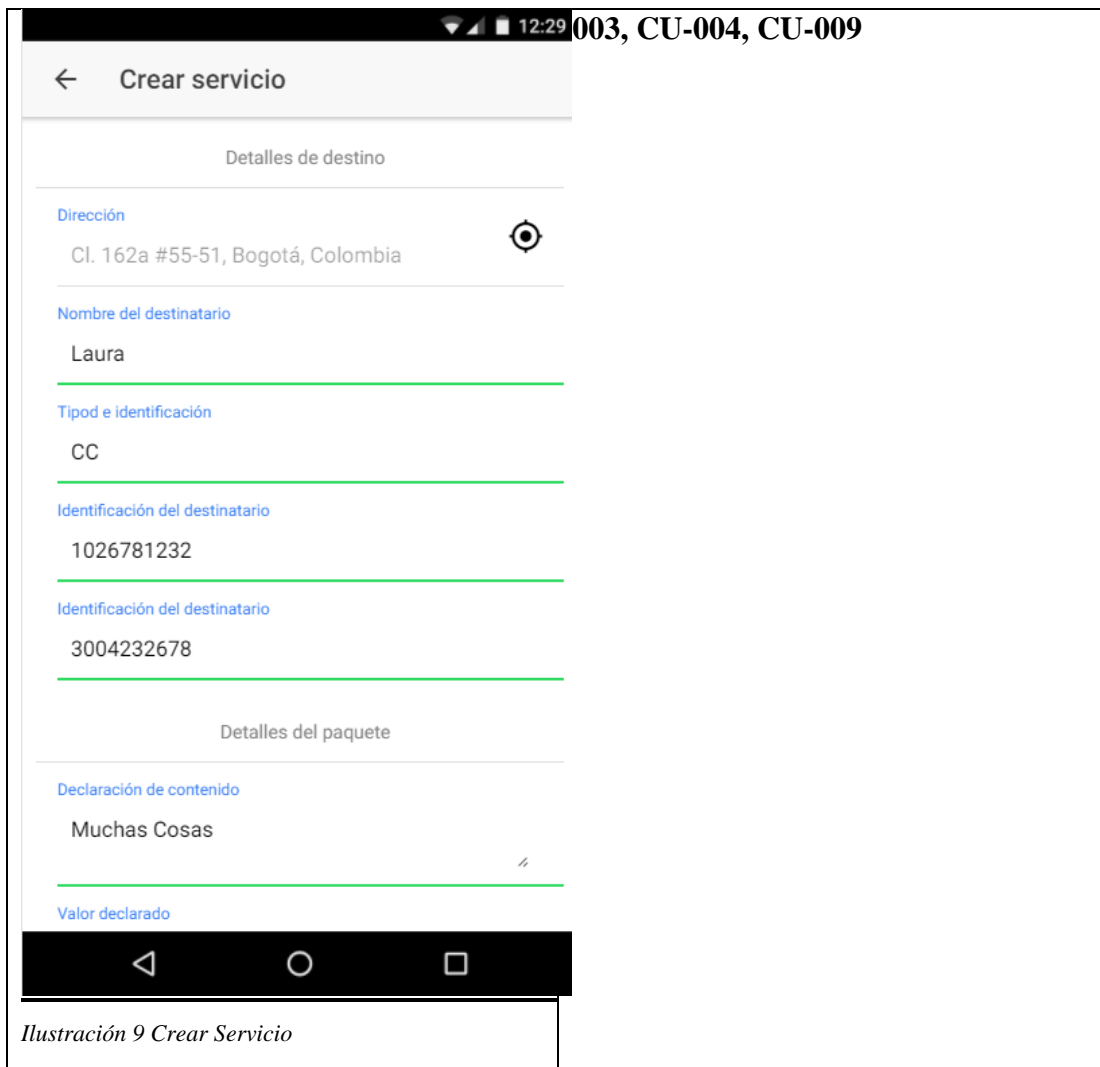 12:29
003, CU-004, CU-009
Crear servicio
Detalles de destino
Dirección
Cl. 162a #55-51, Bogotá, Colombia
Nombre del destinatario
Laura
Tipod e identificación
CC
Identificación del destinatario
1026781232
Identificación del destinatario
3004232678
Detalles del paquete
Declaración de contenido
Muchas Cosas
Valor declarado
Ilustración 9 Crear Servicio